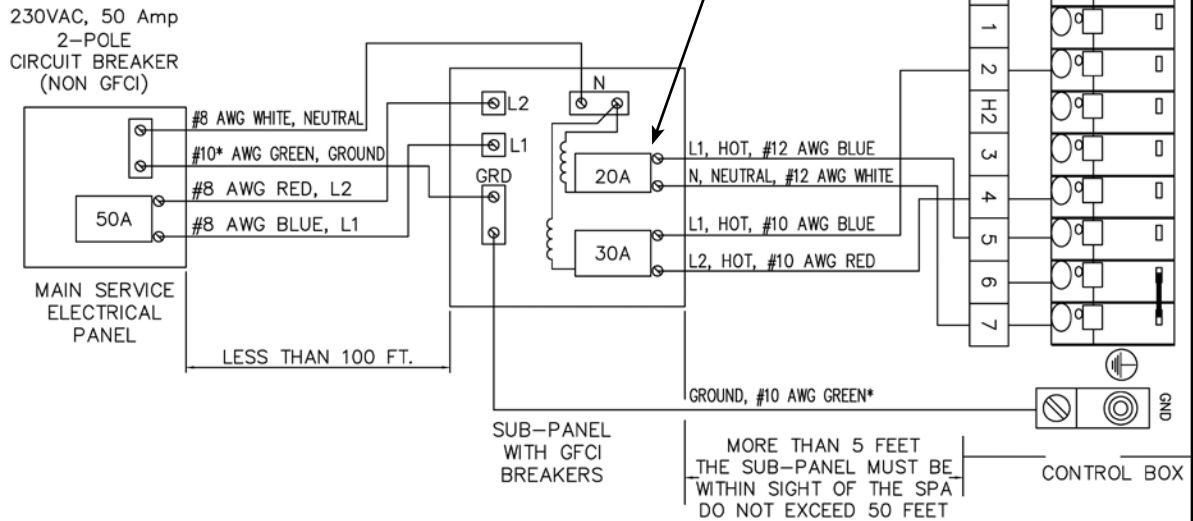 230VAC, 50 Amp
2-POLE
CIRCUIT BREAKER
(NON GFCI)
#8 AWG WHITE, NEUTRAL
#10* AWG GREEN, GROUND
#8 AWG RED, L2
#8 AWG BLUE, L1
50A
MAIN SERVICE
ELECTRICAL
PANEL
LESS THAN 100 FT.
N
L2
L1
GRD
20A
30A
SUB-PANEL
WITH GFCI
BREAKERS
L1, HOT, #12 AWG BLUE
N, NEUTRAL, #12 AWG WHITE
L1, HOT, #10 AWG BLUE
L2, HOT, #10 AWG RED
GROUND, #10 AWG GREEN*
MORE THAN 5 FEET
THE SUB-PANEL MUST BE
WITHIN SIGHT OF THE SPA
DO NOT EXCEED 50 FEET
1
2
H2
3
4
5
6
7
GND
CONTROL BOX